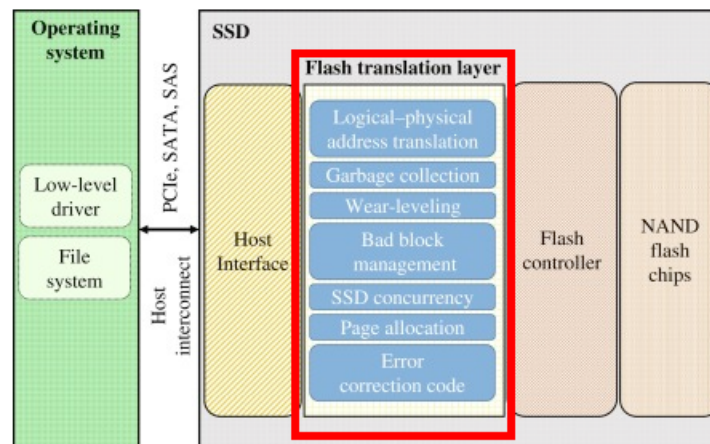 Operating
system
Low-level
driver
File
system
PCIe, SATA, SAS
Host
interconnect
SSD
Host
Interface
Flash translation layer
Logical–physical
address translation
Garbage collection
Wear-leveling
Bad block
management
SSD concurrency
Page allocation
Error
correction code
Flash
controller
NAND
flash
chips